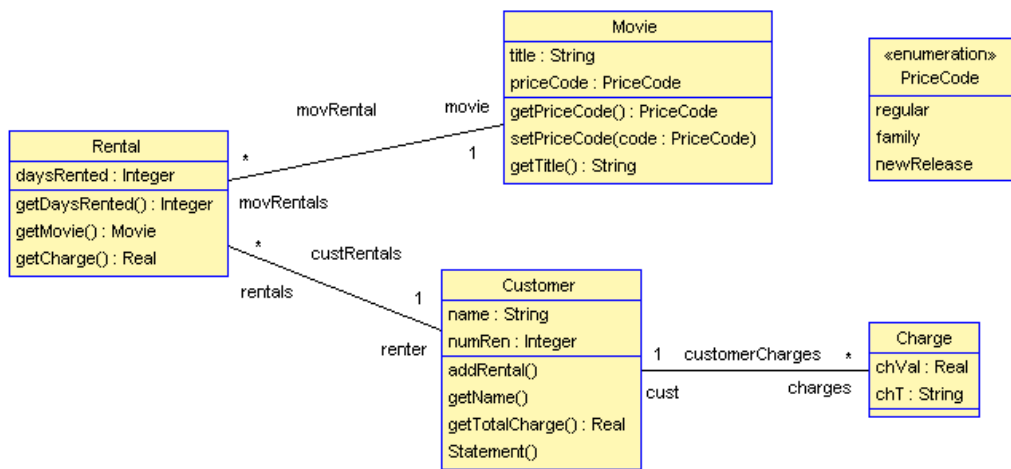 Movie
title : String
priceCode : PriceCode
getPriceCode() : PriceCode
setPriceCode(code : PriceCode)
getTitle() : String
«enumeration»
PriceCode
regular
family
newRelease
movRental
movie
*
1
movRentals
Rental
daysRented : Integer
getDaysRented() : Integer
getMovie() : Movie
getCharge() : Real
*
custRentals
rentals
1
renter
Customer
name : String
numRen : Integer
addRental()
getName()
getTotalCharge() : Real
Statement()
1
customerCharges
*
cust
charges
Charge
chVal : Real
chT : String